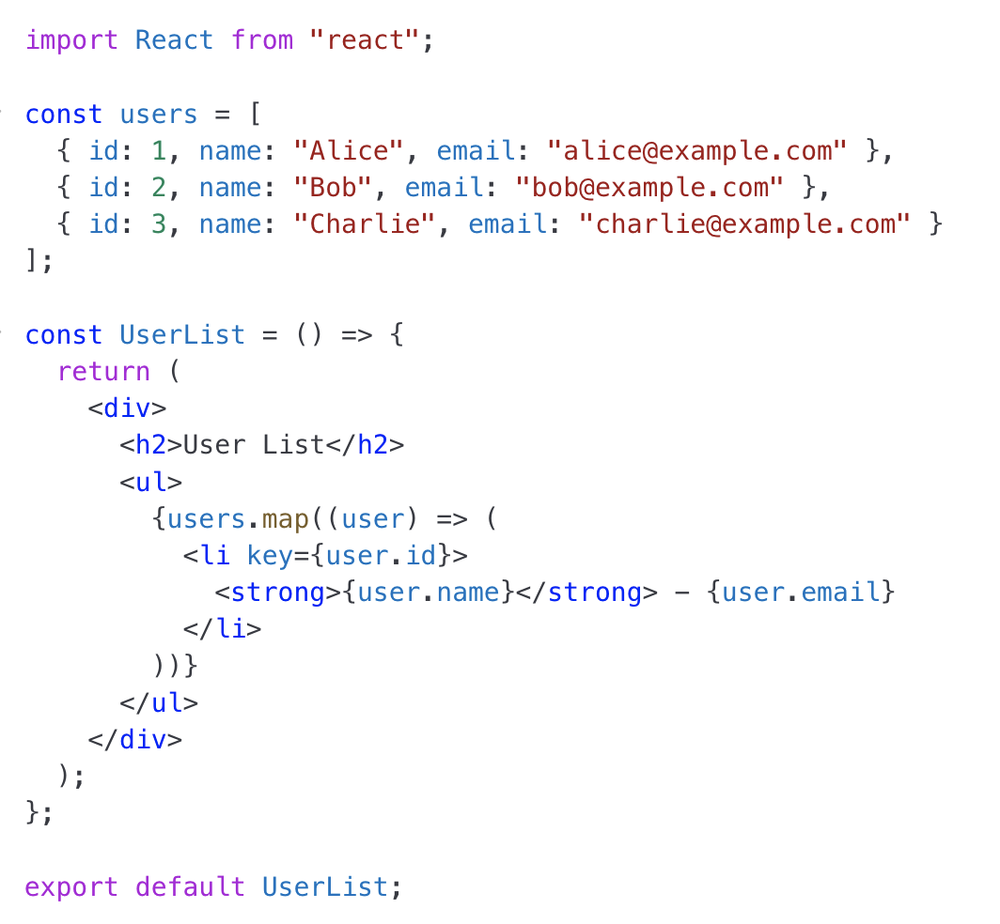 import React from "react";

const users = [
  { id: 1, name: "Alice", email: "alice@example.com" },
  { id: 2, name: "Bob", email: "bob@example.com" },
  { id: 3, name: "Charlie", email: "charlie@example.com" }
];

const UserList = () => {
  return (
    <div>
      <h2>User List</h2>
      <ul>
        {users.map((user) => (
          <li key={user.id}>
            <strong>{user.name}</strong> - {user.email}
          </li>
        ))}
      </ul>
    </div>
  );
};

export default UserList;